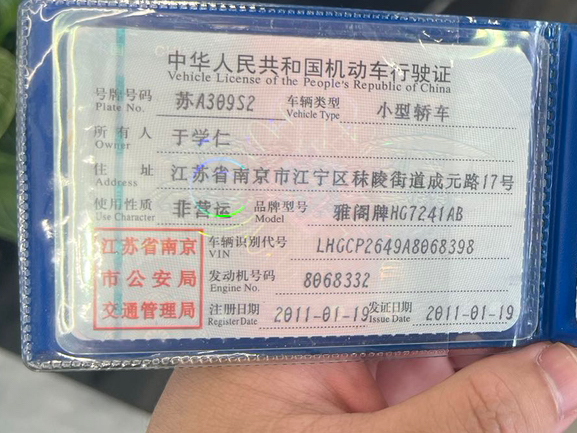 中华人民共和国机动车行驶证
Vehicle License of the People's Republic of China
号牌号码 苏A309S2 车辆类型 小型轿车
Plate No. Vehicle Type
所有人 于学仁
Owner
住址 江苏省南京市江宁区秣陵街道成元路17号
Address
使用性质 非营运 品牌型号 雅阁牌HG7241AB
Use Character Model
江苏省南京
市公安局
交通管理局
车辆识别代号 LHGCP2649A8068398
VIN
发动机号码 8068332
Engine No.
注册日期 2011-01-19 发证日期 2011-01-19
Register Date Issue Date